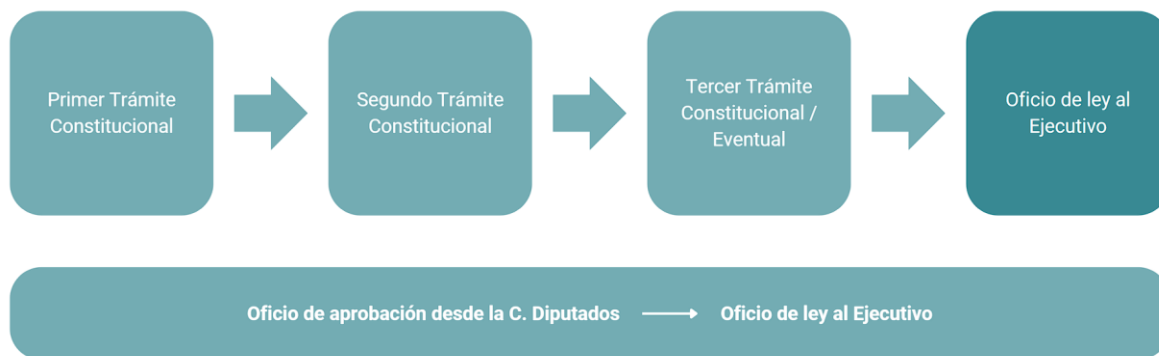 Primer Trámite
Constitucional
Segundo Trámite
Constitucional
Tercer Trámite
Constitucional /
Eventual
Oficio de ley al
Ejecutivo
Oficio de aprobación desde la C. Diputados
Oficio de ley al Ejecutivo